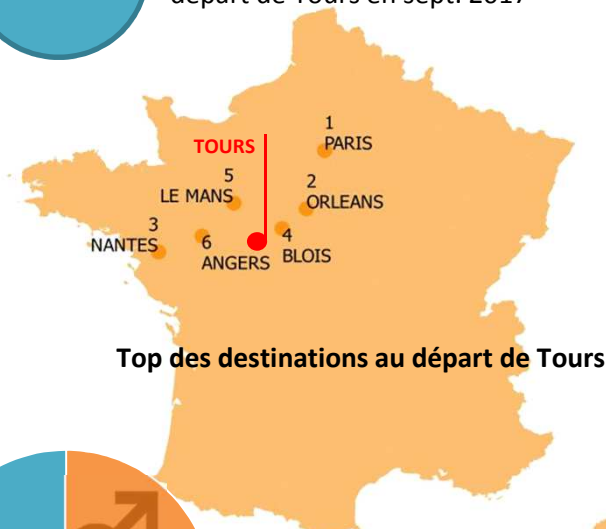 départ de Tours en sept. 2017
1
PARIS
TOURS
5
LE MANS
2
ORLEANS
3
NANTES
6
ANGERS
4
BLOIS
Top des destinations au départ de Tours